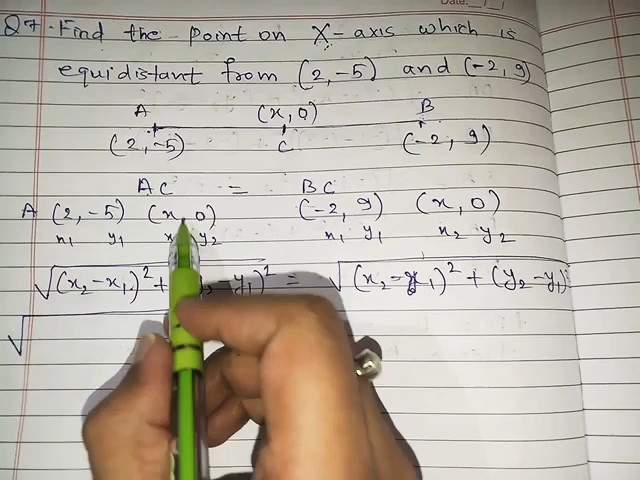 Date: / /
Q7. Find the point on X-axis which is
equidistant from (2, -5) and (-2, 9)
A (x, 0) B
(2, -5) C (-2, 9)
AC = BC
A (2, -5) (x, 0) (-2, 9) (x, 0)
x1 y1 y2 x1 y1 x2 y2
√(x2-x1)² + y2-y1)² = √(x2-x1)² + (y2-y1)
√